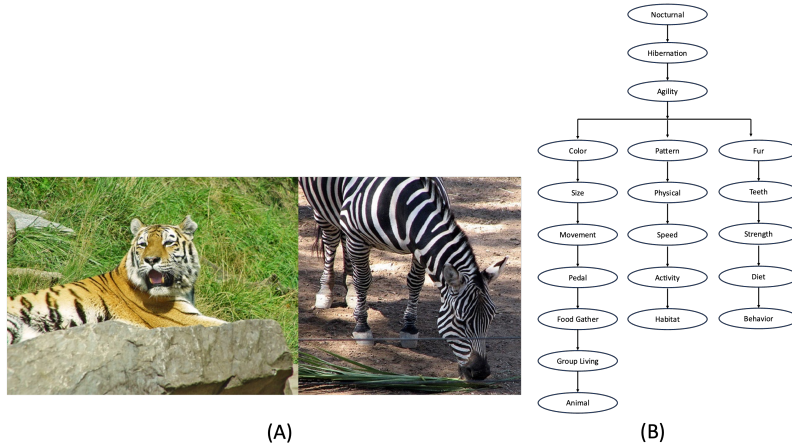 Nocturnal
Hibernation
Agility
Color
Pattern
Fur
Size
Physical
Teeth
Movement
Speed
Strength
Pedal
Activity
Diet
Food Gather
Habitat
Behavior
Group Living
Animal
(A)
(B)